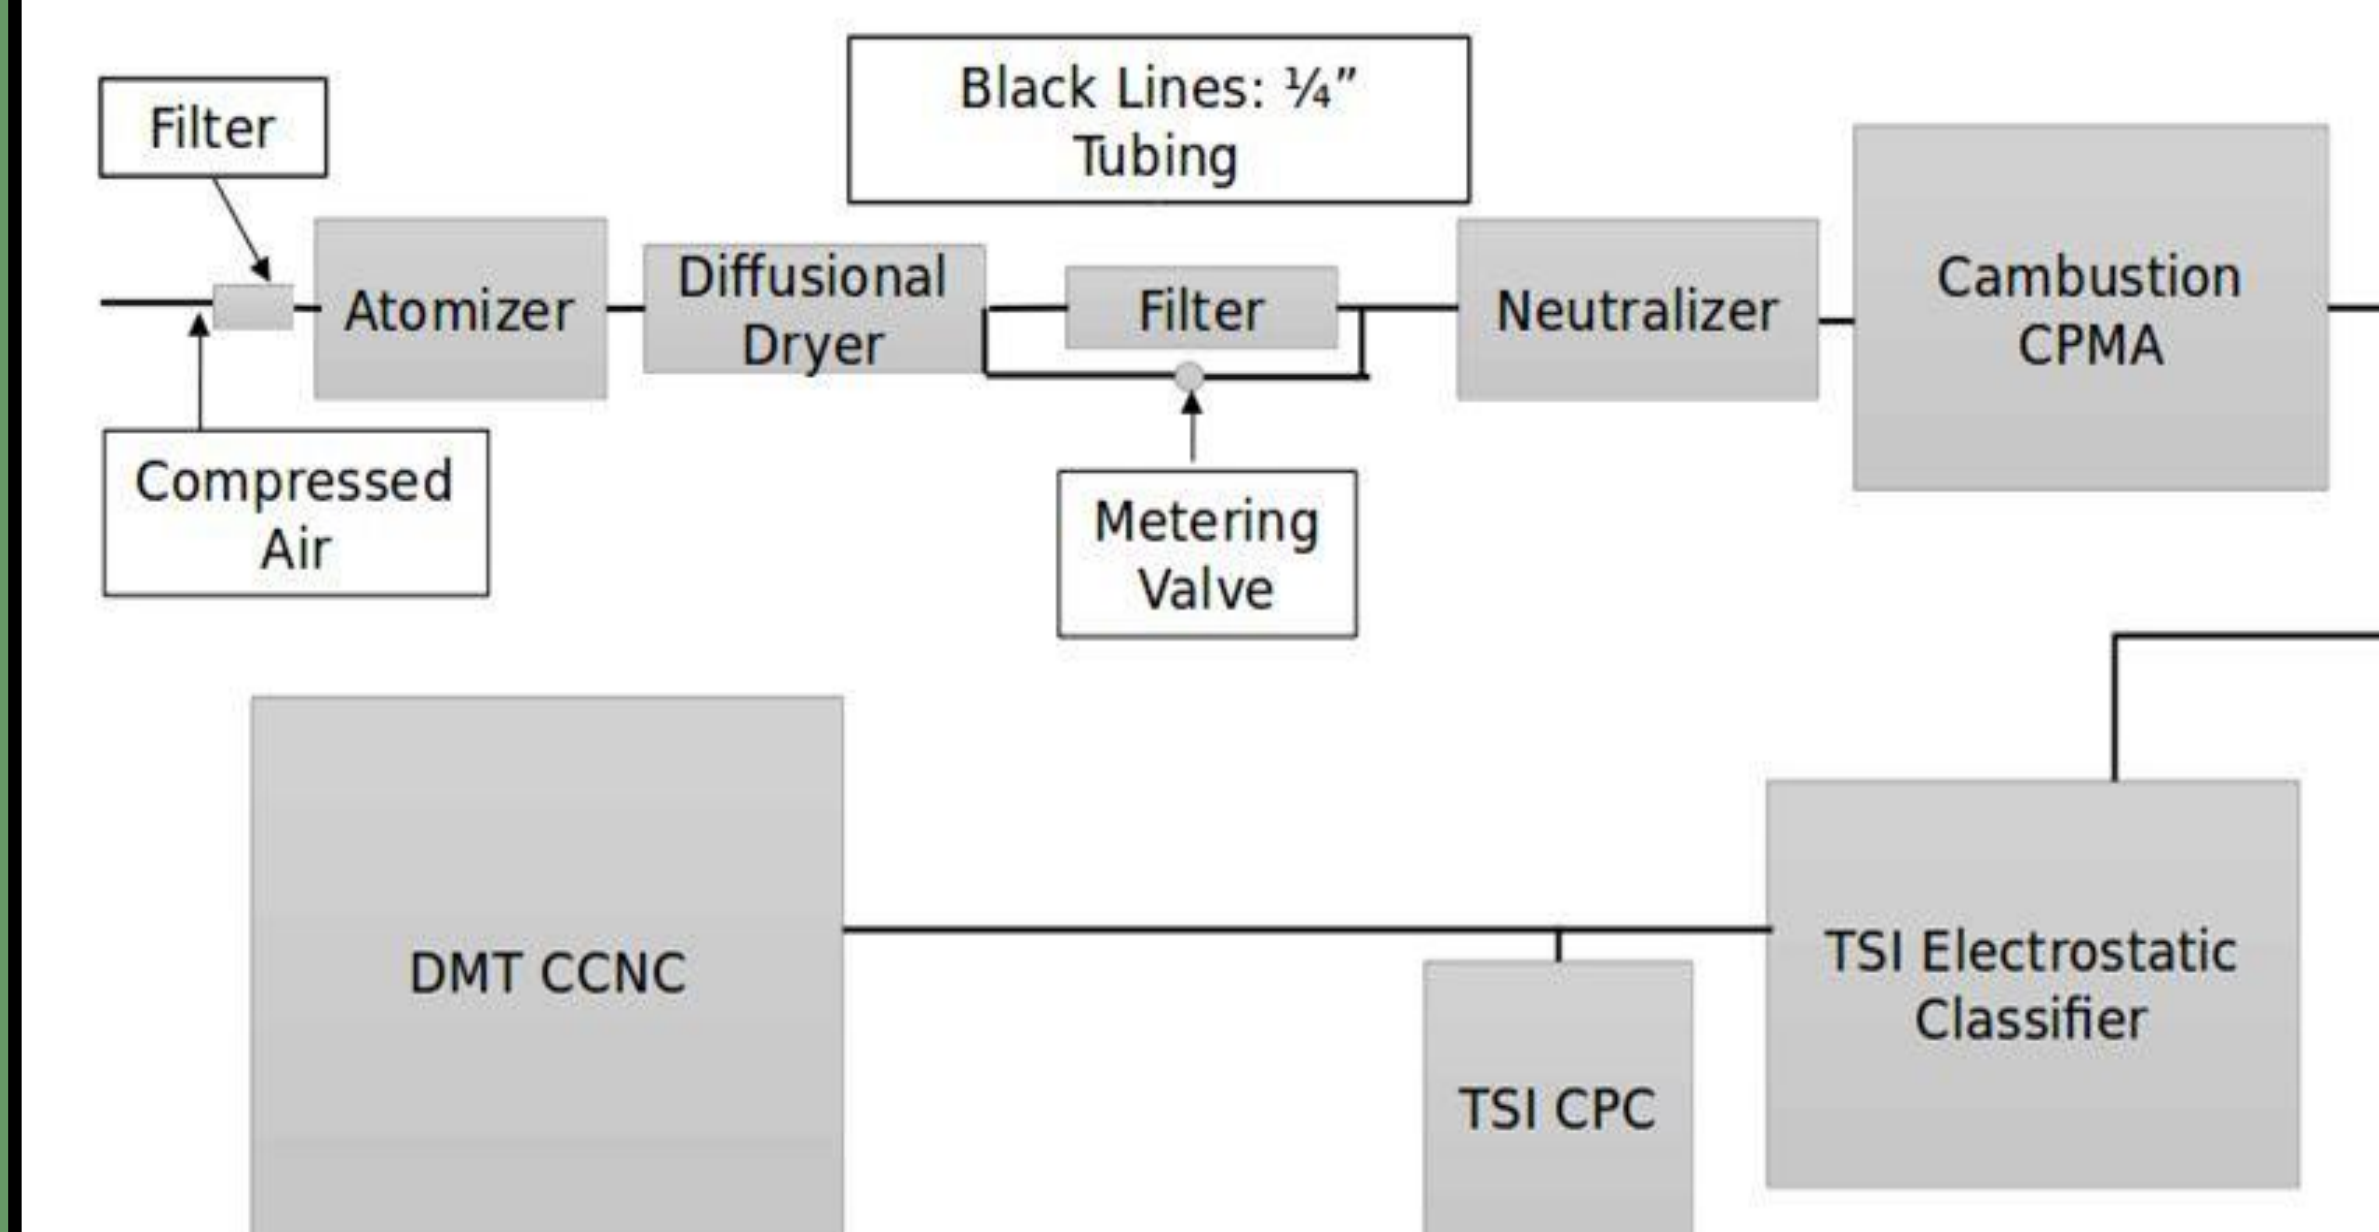 Black Lines: ¼”
Tubing
Filter
Atomizer
Diffusional
Dryer
Filter
Neutralizer
Cambustion
CPMA
Compressed
Air
Metering
Valve
DMT CCNC
TSI Electrostatic
Classifier
TSI CPC